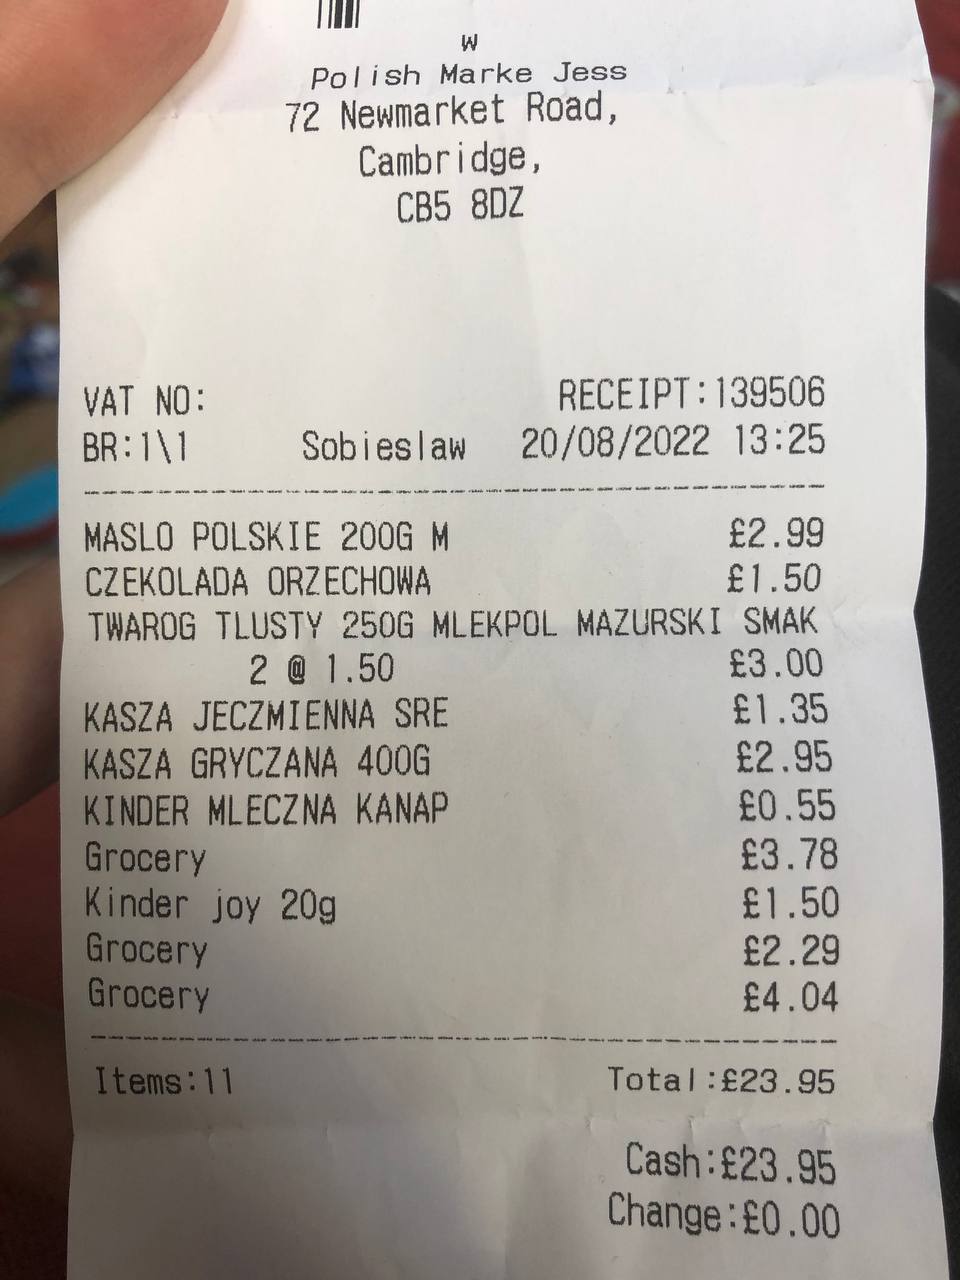 W
Polish Marke Jess
72 Newmarket Road,
Cambridge,
CB5 8DZ
VAT NO: RECEIPT:139506
BR:1\1 Sobieslaw 20/08/2022 13:25
MASLO POLSKIE 200G M £2.99
CZEKOLADA ORZECHOWA £1.50
TWAROG TLUSTY 250G MLEKPOL MAZURSKI SMAK
2 @ 1.50 £3.00
KASZA JECZMIENNA SRE £1.35
KASZA GRYCZANA 400G £2.95
KINDER MLECZNA KANAP £0.55
Grocery £3.78
Kinder joy 20g £1.50
Grocery £2.29
Grocery £4.04
Items:11 Total:£23.95
Cash:£23.95
Change:£0.00